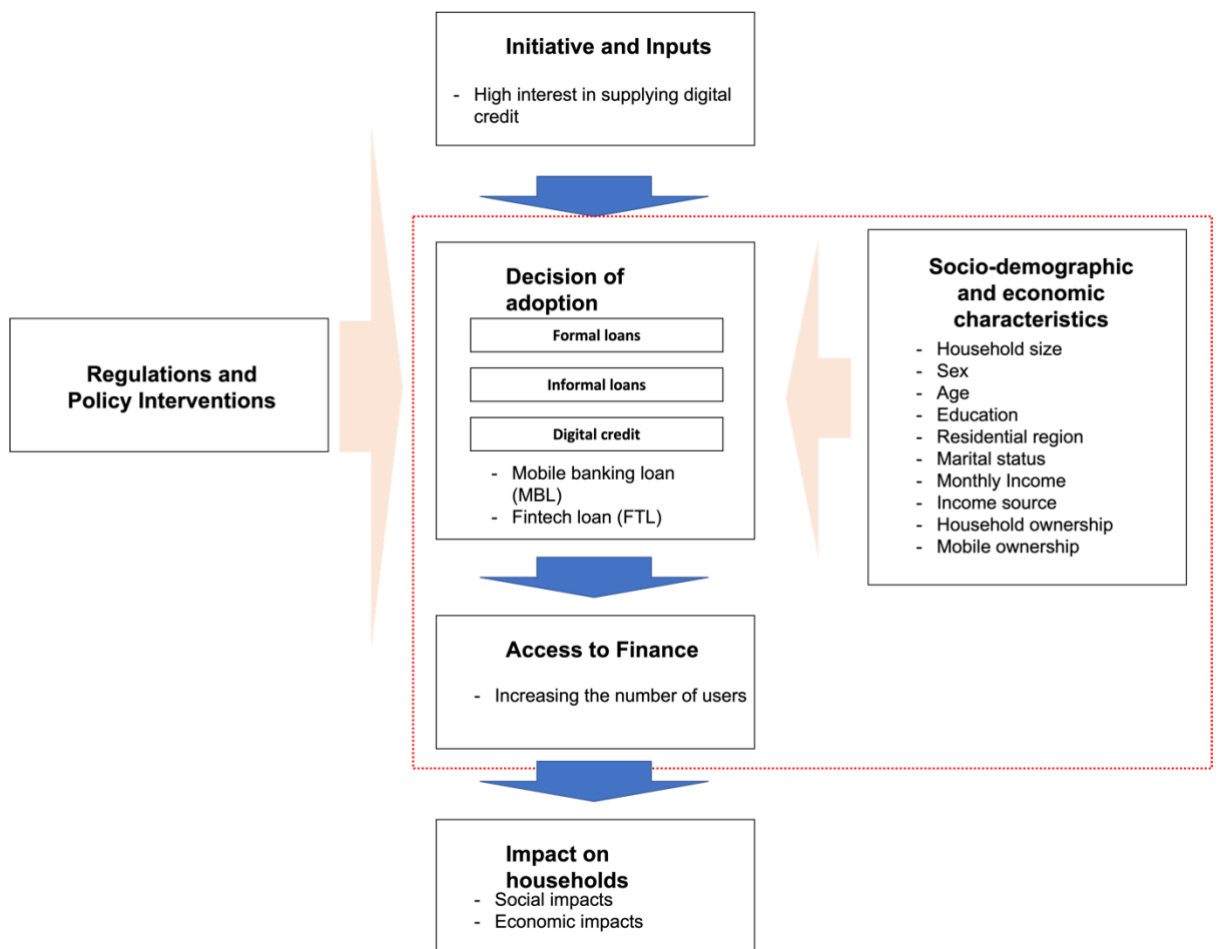 Initiative and Inputs
- High interest in supplying digital
credit
Regulations and
Policy Interventions
Decision of
adoption
Formal loans
Informal loans
Digital credit
- Mobile banking loan
(MBL)
- Fintech loan (FTL)
Socio-demographic
and economic
characteristics
- Household size
- Sex
- Age
- Education
- Residential region
- Marital status
- Monthly Income
- Income source
- Household ownership
- Mobile ownership
Access to Finance
- Increasing the number of users
Impact on
households
- Social impacts
- Economic impacts